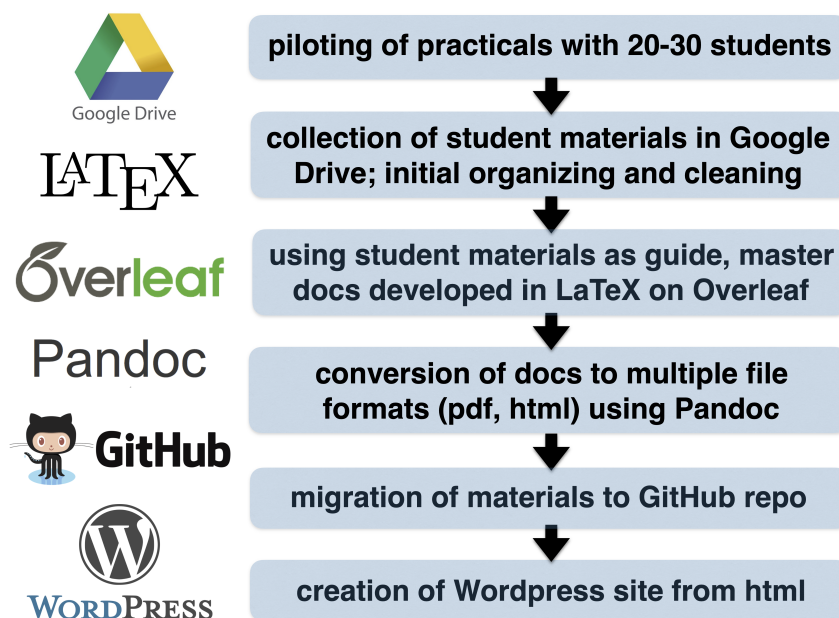 Google Drive
LATEX
Overleaf
Pandoc
GitHub
WORDPRESS
piloting of practicals with 20-30 students
collection of student materials in Google
Drive; initial organizing and cleaning
using student materials as guide, master
docs developed in LaTeX on Overleaf
conversion of docs to multiple file
formats (pdf, html) using Pandoc
migration of materials to GitHub repo
creation of Wordpress site from html